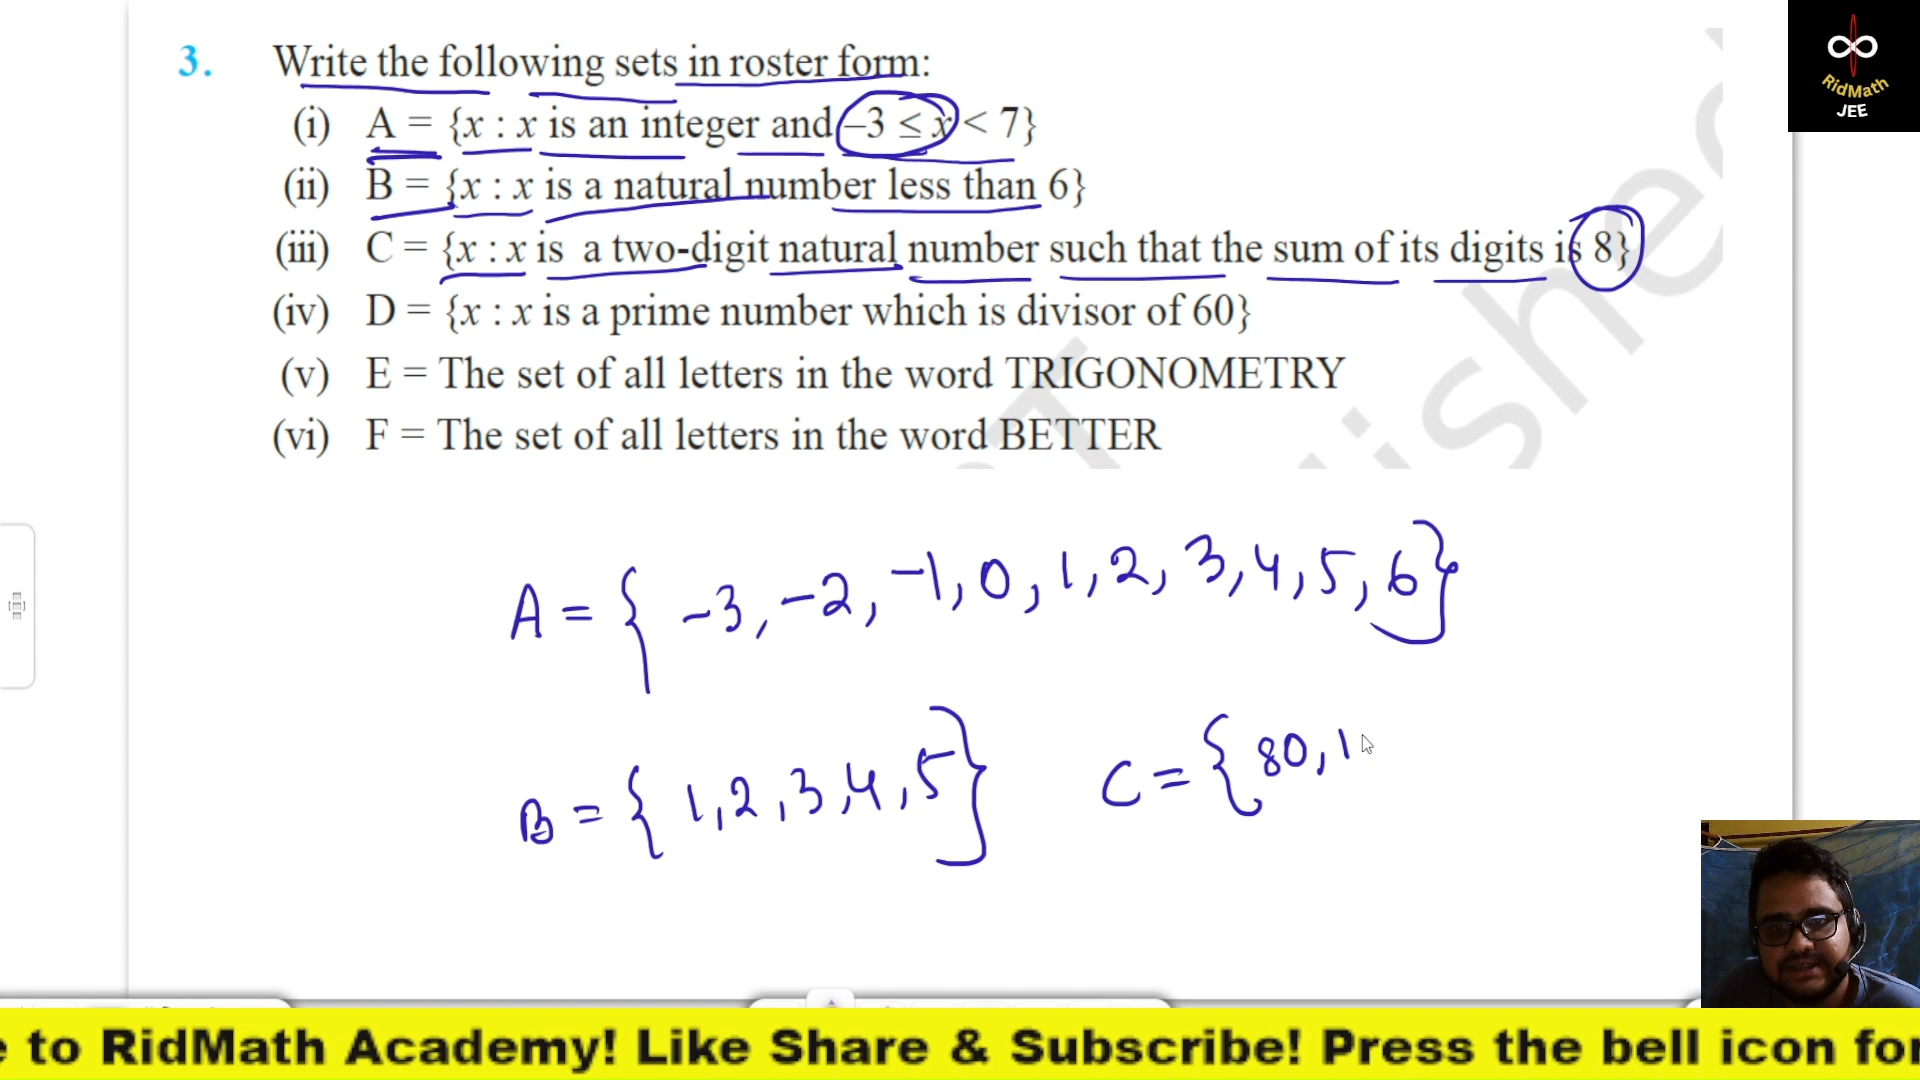 3. Write the following sets in roster form:
(i) A = {x : x is an integer and –3 ≤ x < 7}
(ii) B = {x : x is a natural number less than 6}
(iii) C = {x : x is a two-digit natural number such that the sum of its digits is 8}
(iv) D = {x : x is a prime number which is divisor of 60}
(v) E = The set of all letters in the word TRIGONOMETRY
(vi) F = The set of all letters in the word BETTER
A = { -3, -2, -1, 0, 1, 2, 3, 4, 5, 6 }
B = { 1, 2, 3, 4, 5 }
C = { 80, 1
RidMath
JEE
to RidMath Academy! Like Share & Subscribe! Press the bell icon for